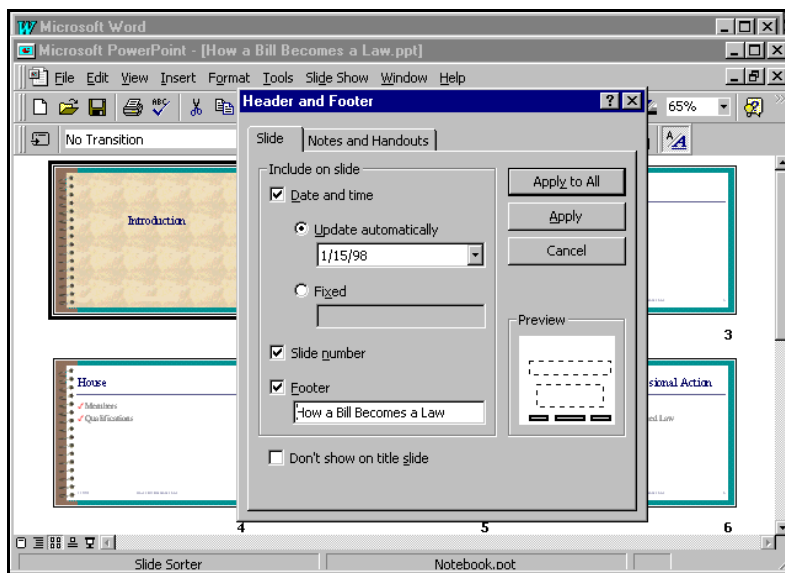 Microsoft Word
Microsoft PowerPoint - [How a Bill Becomes a Law.ppt]
File Edit View Insert Format Tools Slide Show Window Help
ABC
65%
No Transition
Header and Footer
Slide
Notes and Handouts
Include on slide
Date and time
Update automatically
1/15/98
Fixed
Slide number
Footer
How a Bill Becomes a Law
Don't show on title slide
Apply to All
Apply
Cancel
Preview
Introduction
3
House
Members
Qualifications
sional Action
ed Law
4
5
6
Slide Sorter
Notebook.pot